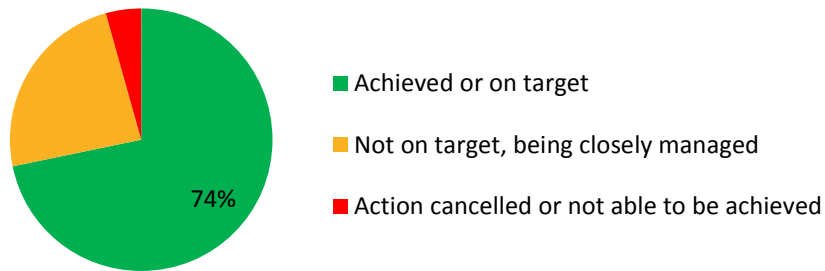 Achieved or on target
Not on target, being closely managed
74%
Action cancelled or not able to be achieved